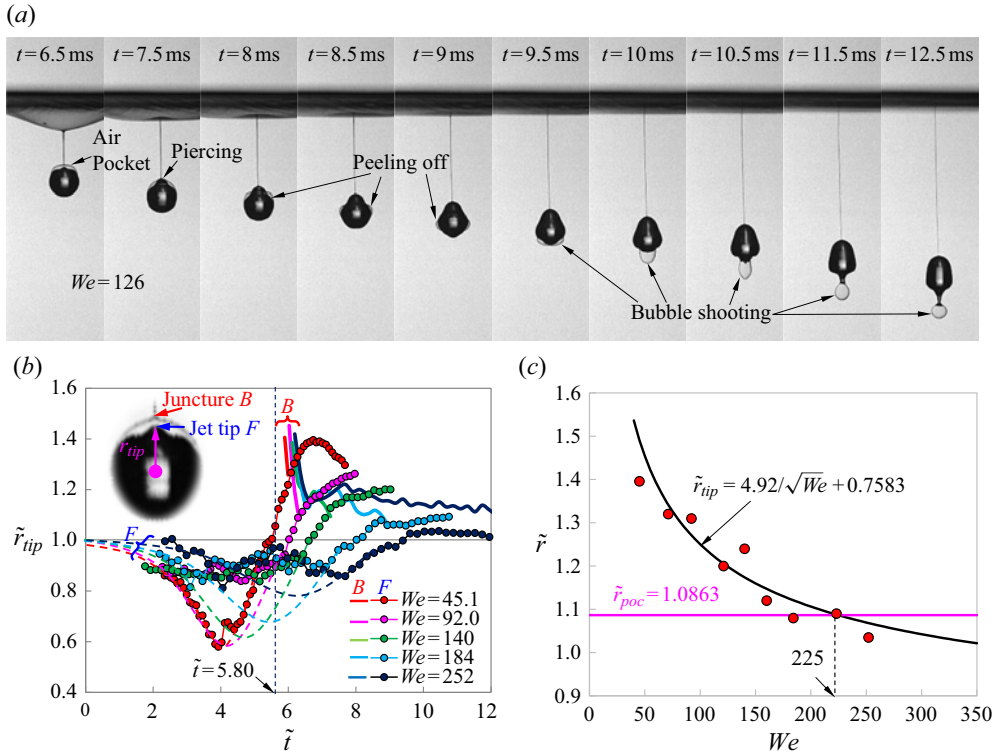 (a)
t = 6.5 ms t = 7.5 ms t = 8 ms t = 8.5 ms t = 9 ms t = 9.5 ms t = 10 ms t = 10.5 ms t = 11.5 ms t = 12.5 ms
Air
Pocket
Piercing
Peeling off
We = 126
Bubble shooting
(b)
1.6
1.4
1.2
1.0
0.8
0.6
0.4
r̃tip
0 2 4 6 8 10 12
t̃
Juncture B
Jet tip F
rtip
B
F
B F
We = 45.1
We = 92.0
We = 140
We = 184
We = 252
t̃ = 5.80
(c)
1.6
1.5
1.4
1.3
1.2
1.1
1.0
0.9
r̃
r̃tip = 4.92/√We + 0.7583
r̃poc = 1.0863
225
0 50 100 150 200 250 300 350
We